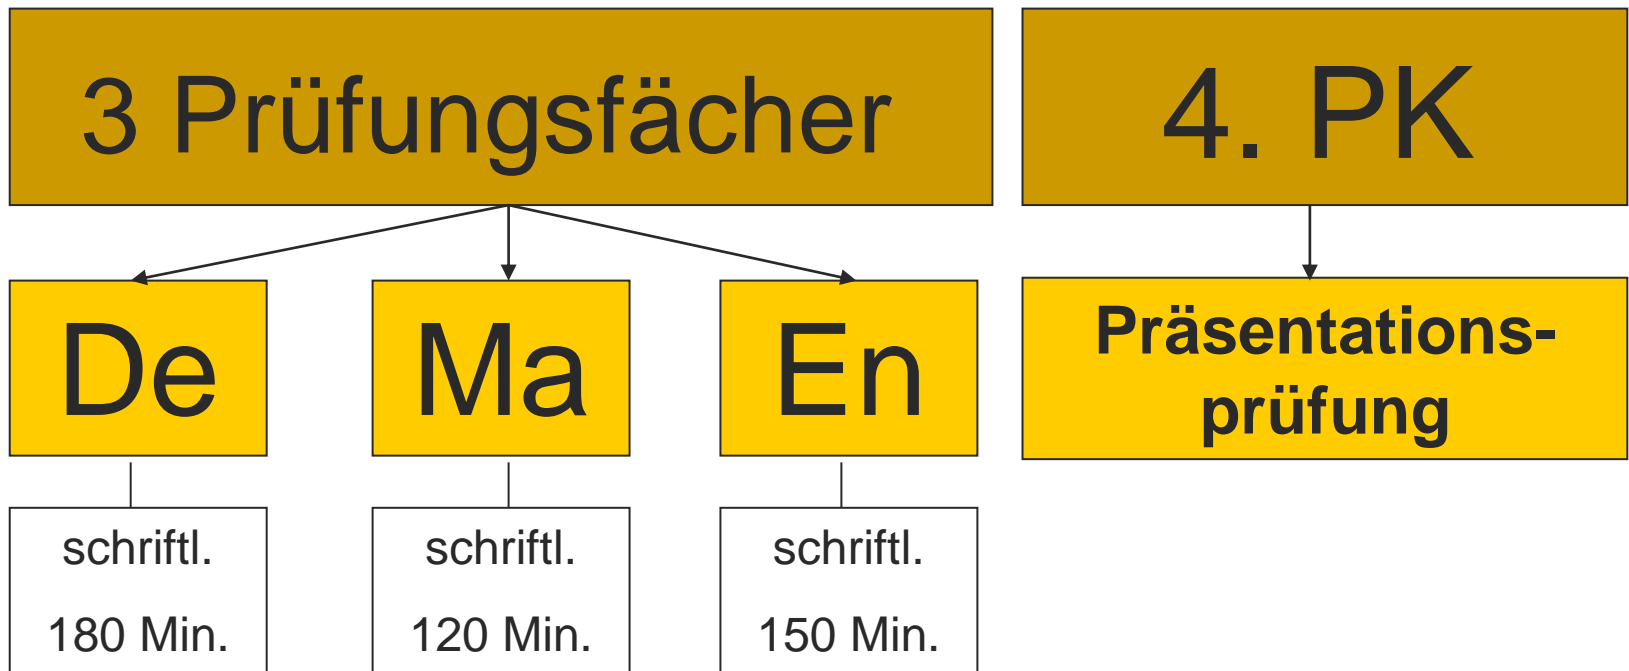 3 Prüfungsfächer
4. PK
De
Ma
En
Präsentations-
prüfung
schriftl.
180 Min.
schriftl.
120 Min.
schriftl.
150 Min.